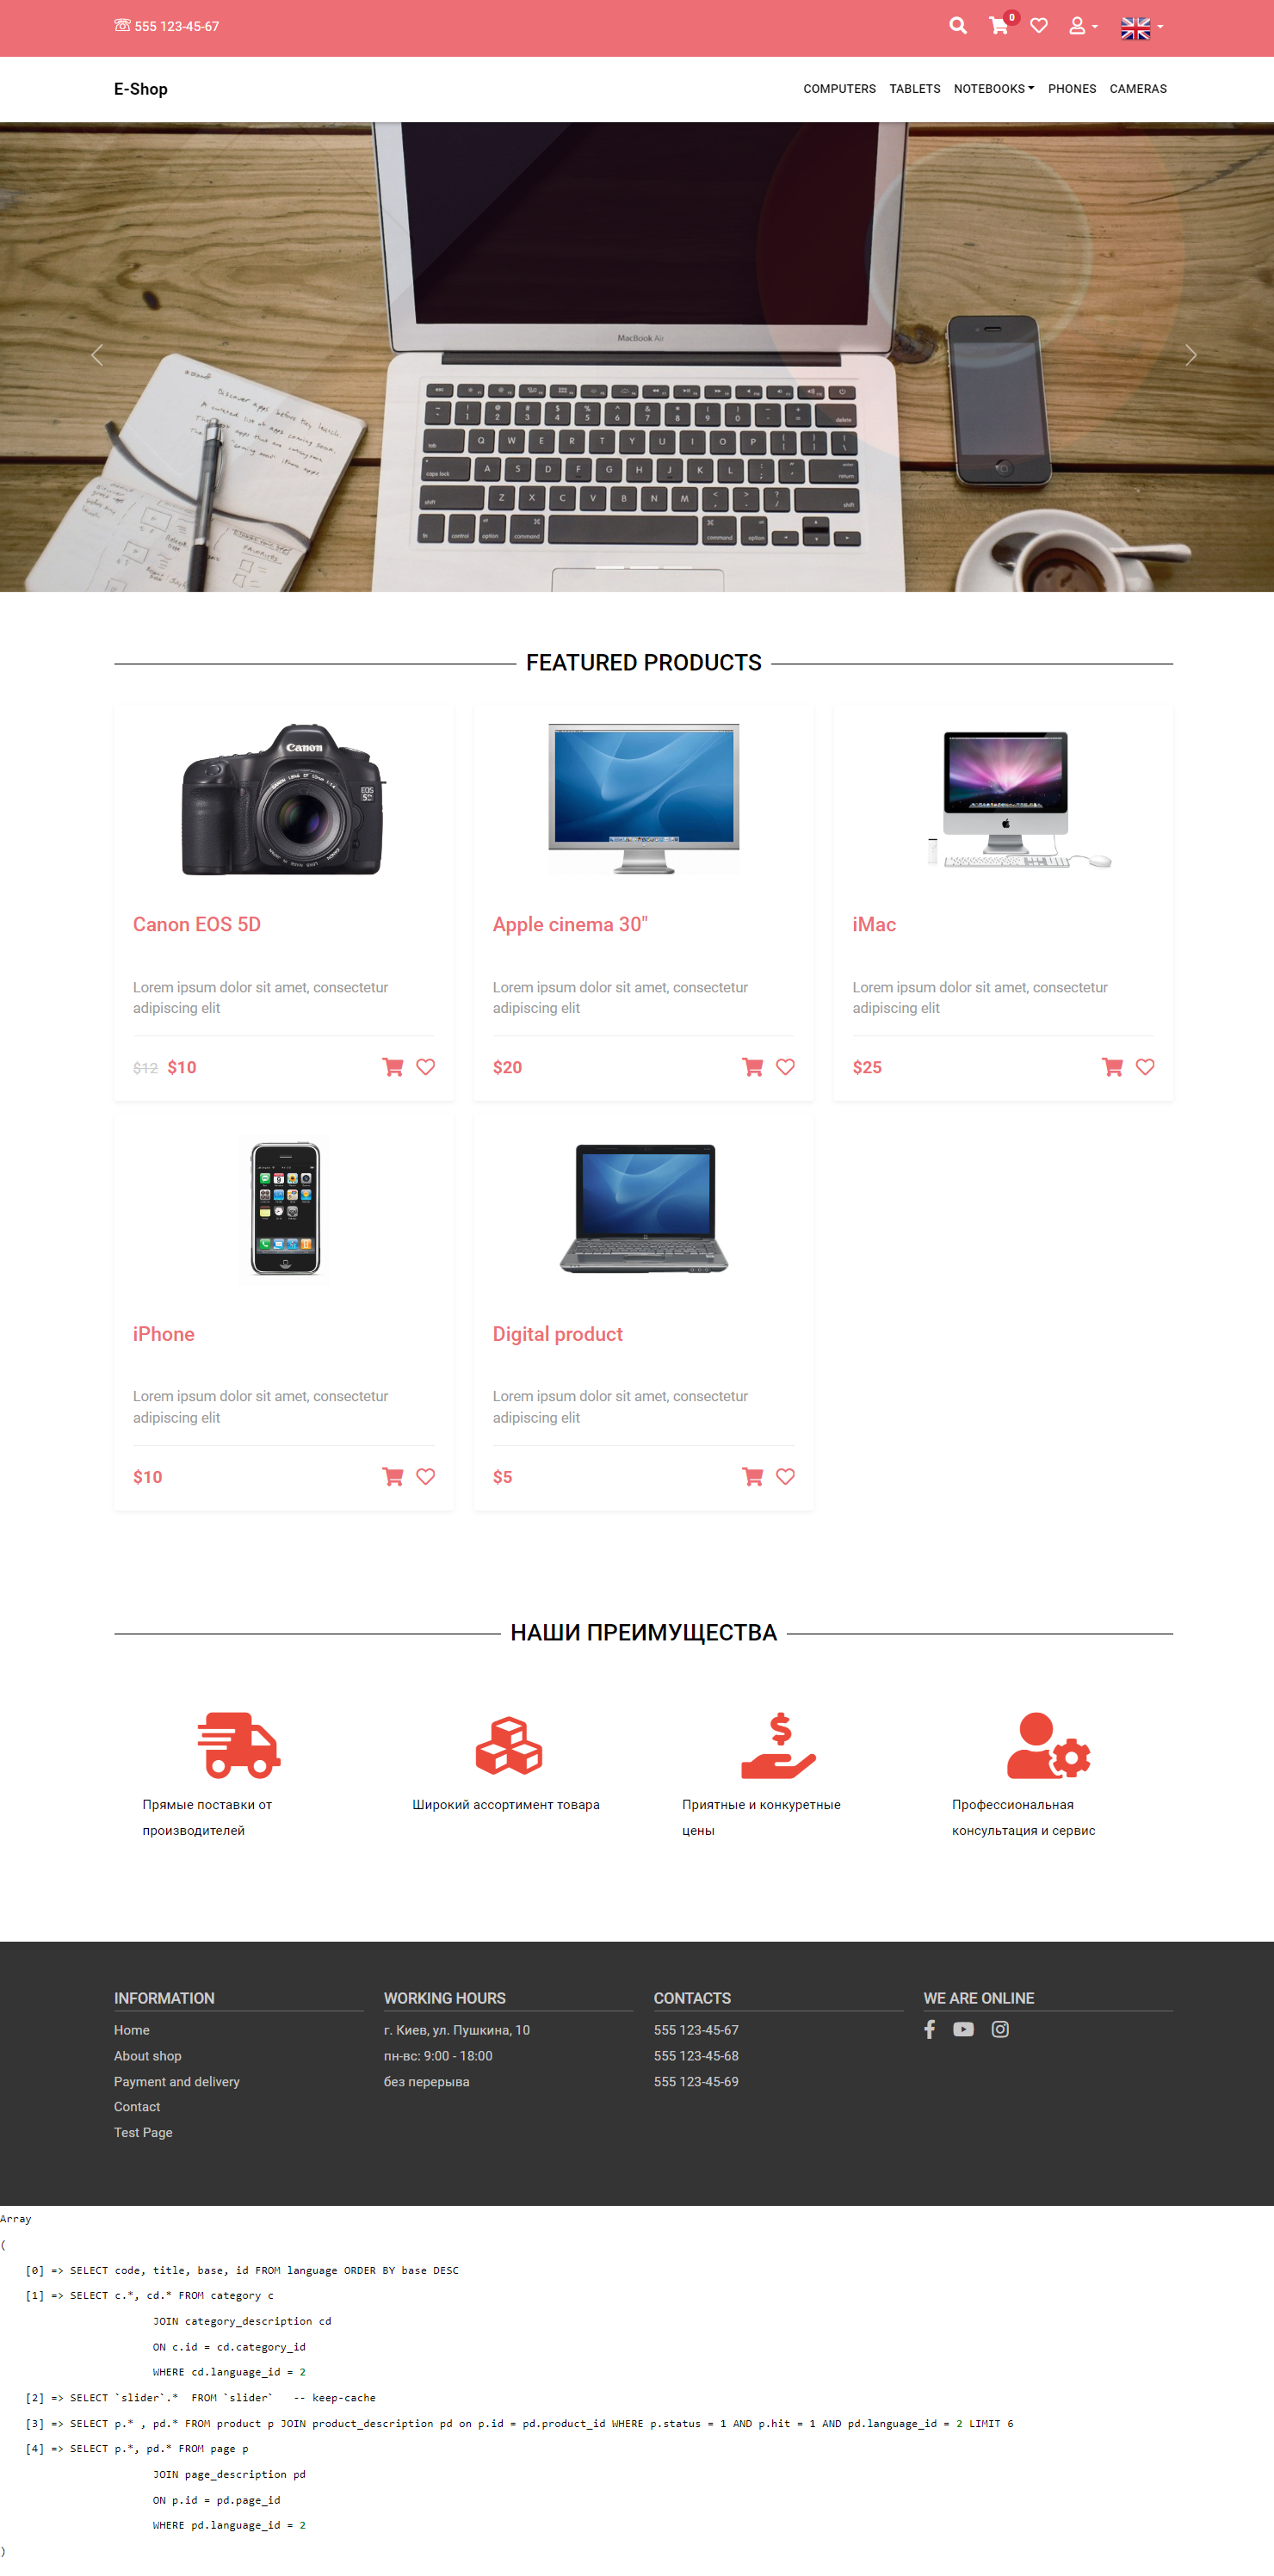 555 123-45-67
0
E-Shop
COMPUTERS TABLETS NOTEBOOKS PHONES CAMERAS
MacBook Air
FEATURED PRODUCTS
Canon
Canon EOS 5D
Apple cinema 30"
iMac
Lorem ipsum dolor sit amet, consectetur
adipiscing elit
Lorem ipsum dolor sit amet, consectetur
adipiscing elit
Lorem ipsum dolor sit amet, consectetur
adipiscing elit
$12 $10
$20
$25
iPhone
Digital product
Lorem ipsum dolor sit amet, consectetur
adipiscing elit
Lorem ipsum dolor sit amet, consectetur
adipiscing elit
$10
$5
НАШИ ПРЕИМУЩЕСТВА
Прямые поставки от
производителей
Широкий ассортимент товара
Приятные и конкуретные
цены
Профессиональная
консультация и сервис
INFORMATION
Home
About shop
Payment and delivery
Contact
Test Page
WORKING HOURS
г. Киев, ул. Пушкина, 10
пн-вс: 9:00 - 18:00
без перерыва
CONTACTS
555 123-45-67
555 123-45-68
555 123-45-69
WE ARE ONLINE
Array
(
[0] => SELECT code, title, base, id FROM language ORDER BY base DESC
[1] => SELECT c.*, cd.* FROM category c
JOIN category_description cd
ON c.id = cd.category_id
WHERE cd.language_id = 2
[2] => SELECT `slider`.*  FROM `slider`   -- keep-cache
[3] => SELECT p.* , pd.* FROM product p JOIN product_description pd on p.id = pd.product_id WHERE p.status = 1 AND p.hit = 1 AND pd.language_id = 2 LIMIT 6
[4] => SELECT p.*, pd.* FROM page p
JOIN page_description pd
ON p.id = pd.page_id
WHERE pd.language_id = 2
)